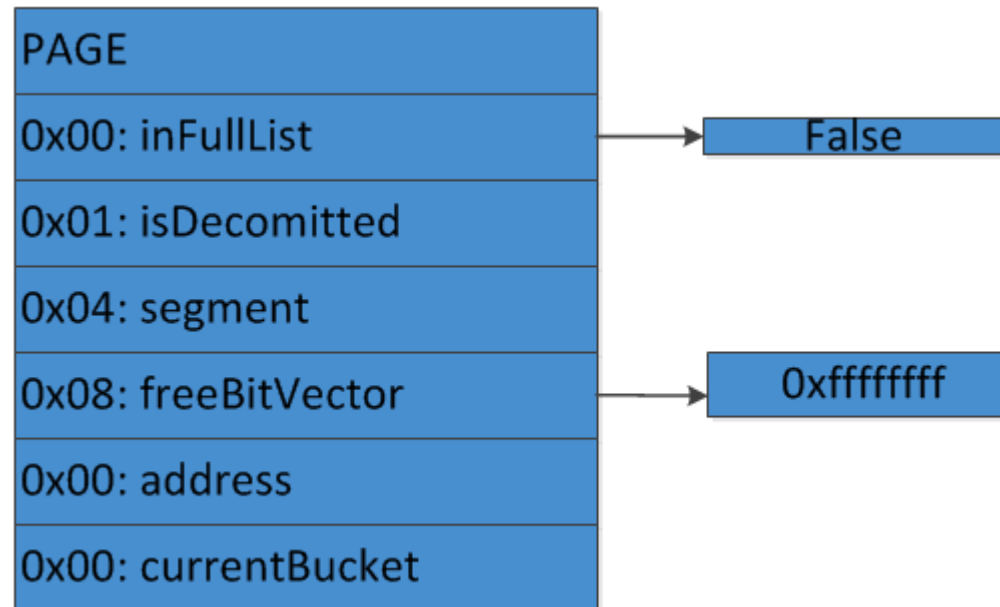 PAGE
0x00: inFullList
False
0x01: isDecomitted
0x04: segment
0x08: freeBitVector
0xffffffff
0x00: address
0x00: currentBucket